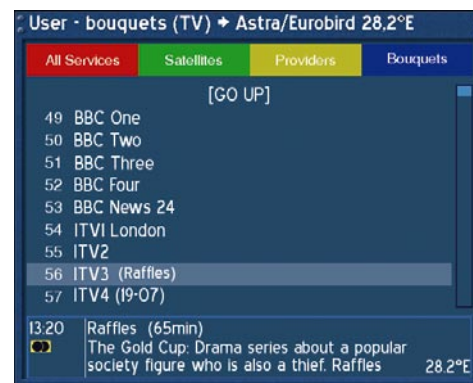 User - bouquets (TV) → Astra/Eurobird 28,2°E
All Services Satellites Providers Bouquets
[GO UP]
49 BBC One
50 BBC Two
51 BBC Three
52 BBC Four
53 BBC News 24
54 ITV1 London
55 ITV2
56 ITV3 (Raffles)
57 ITV4 (19-07)
13:20 Raffles (65min)
The Gold Cup: Drama series about a popular
society figure who is also a thief. Raffles 28.2°E